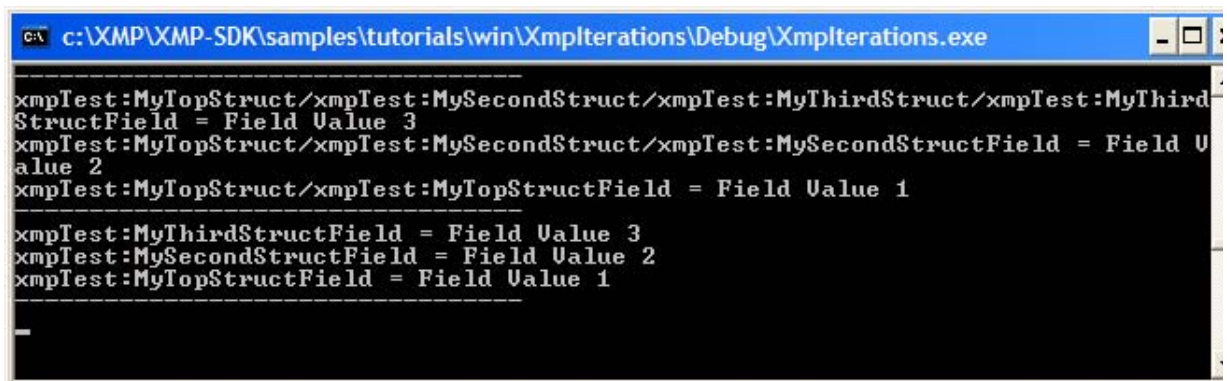 c:\XMP\XMP-SDK\samples\tutorials\win\XmpIterations\Debug\XmpIterations.exe
-----------------------------------
xmpTest:MyTopStruct/xmpTest:MySecondStruct/xmpTest:MyThirdStruct/xmpTest:MyThird
StructField = Field Value 3
xmpTest:MyTopStruct/xmpTest:MySecondStruct/xmpTest:MySecondStructField = Field V
alue 2
xmpTest:MyTopStruct/xmpTest:MyTopStructField = Field Value 1
-----------------------------------
xmpTest:MyThirdStructField = Field Value 3
xmpTest:MySecondStructField = Field Value 2
xmpTest:MyTopStructField = Field Value 1
-----------------------------------